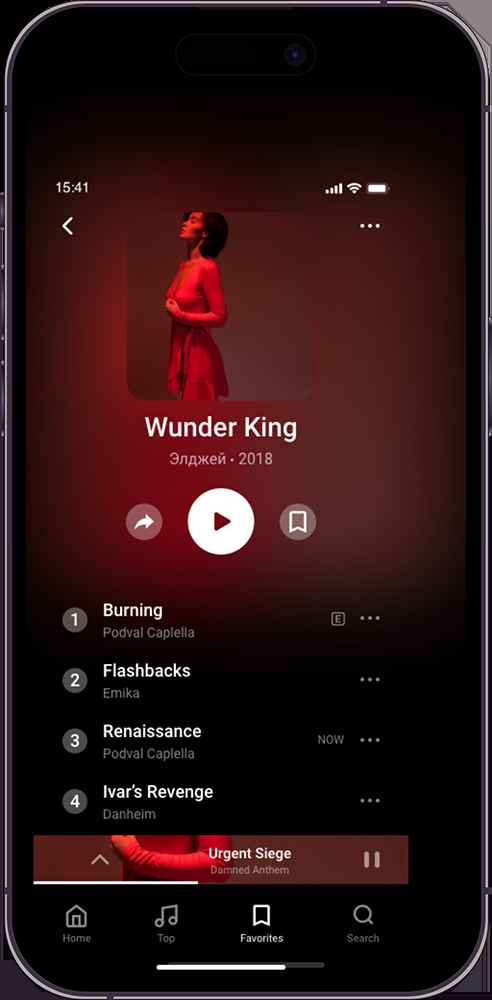 15:41
Wunder King
Элджей • 2018
1
Burning
Podval Caplella
E
2
Flashbacks
Emika
3
Renaissance
Podval Caplella
NOW
4
Ivar’s Revenge
Danheim
Urgent Siege
Damned Anthem
Home
Top
Favorites
Search